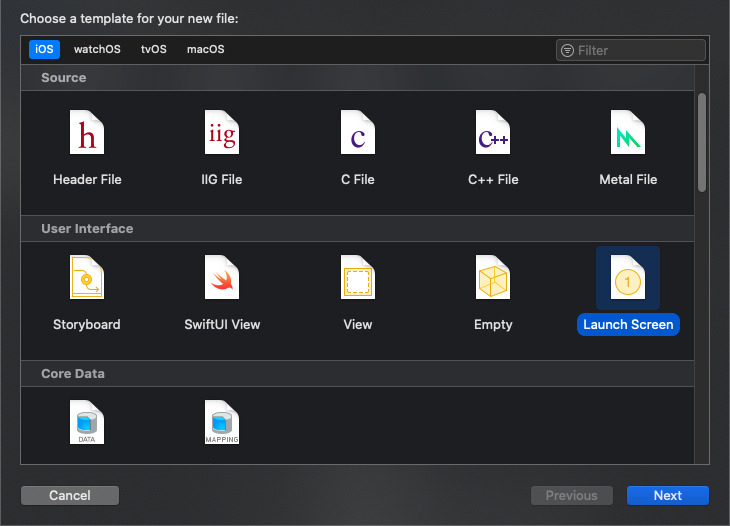 Choose a template for your new file:
iOS watchOS tvOS macOS Filter
Source
h iig c c++
Header File IIG File C File C++ File Metal File
User Interface
1
Storyboard SwiftUI View View Empty Launch Screen
Core Data
DATA MAPPING
Cancel Previous Next